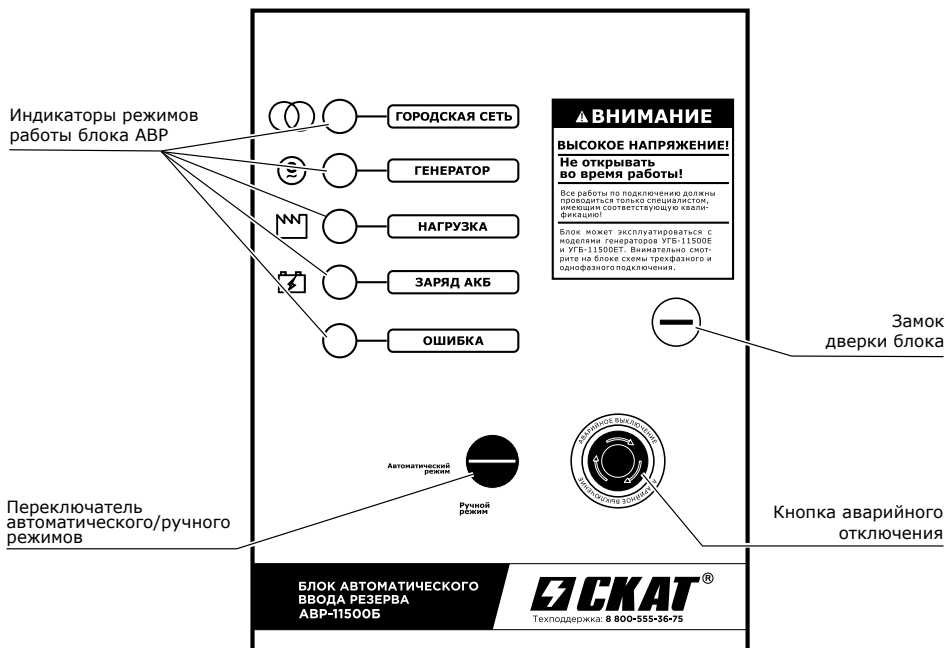 Индикаторы режимов
работы блока АВР
ГОРОДСКАЯ СЕТЬ
ГЕНЕРАТОР
НАГРУЗКА
ЗАРЯД АКБ
ОШИБКА
ВНИМАНИЕ
ВЫСОКОЕ НАПРЯЖЕНИЕ!
Не открывать
во время работы!
Все работы по подключению должны
проводиться только специалистом,
имеющим соответствующую квали-
фикацию!
Блок может эксплуатироваться с
моделями генераторов УГБ-11500Е
и УГБ-11500ЕТ. Внимательно смот-
рите на блоке схемы трехфазного и
однофазного подключения.
Замок
дверки блока
Автоматический
режим
Ручной
режим
АВАРИЙНОЕ ВЫКЛЮЧЕНИЕ
АВАРИЙНОЕ ВЫКЛЮЧЕНИЕ
Переключатель
автоматического/ручного
режимов
Кнопка аварийного
отключения
БЛОК АВТОМАТИЧЕСКОГО
ВВОДА РЕЗЕРВА
АВР-11500Б
СКАТ®
Техподдержка: 8 800-555-36-75